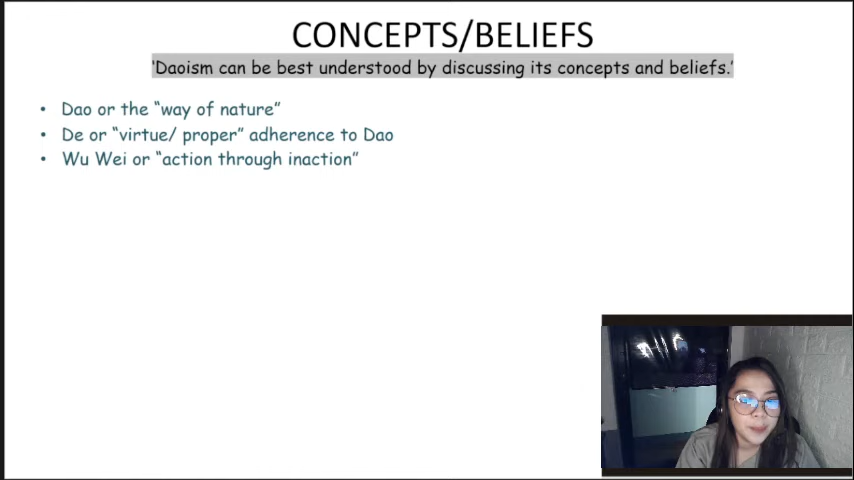 CONCEPTS/BELIEFS
'Daoism can be best understood by discussing its concepts and beliefs.'
• Dao or the "way of nature"
• De or "virtue/ proper" adherence to Dao
• Wu Wei or "action through inaction"